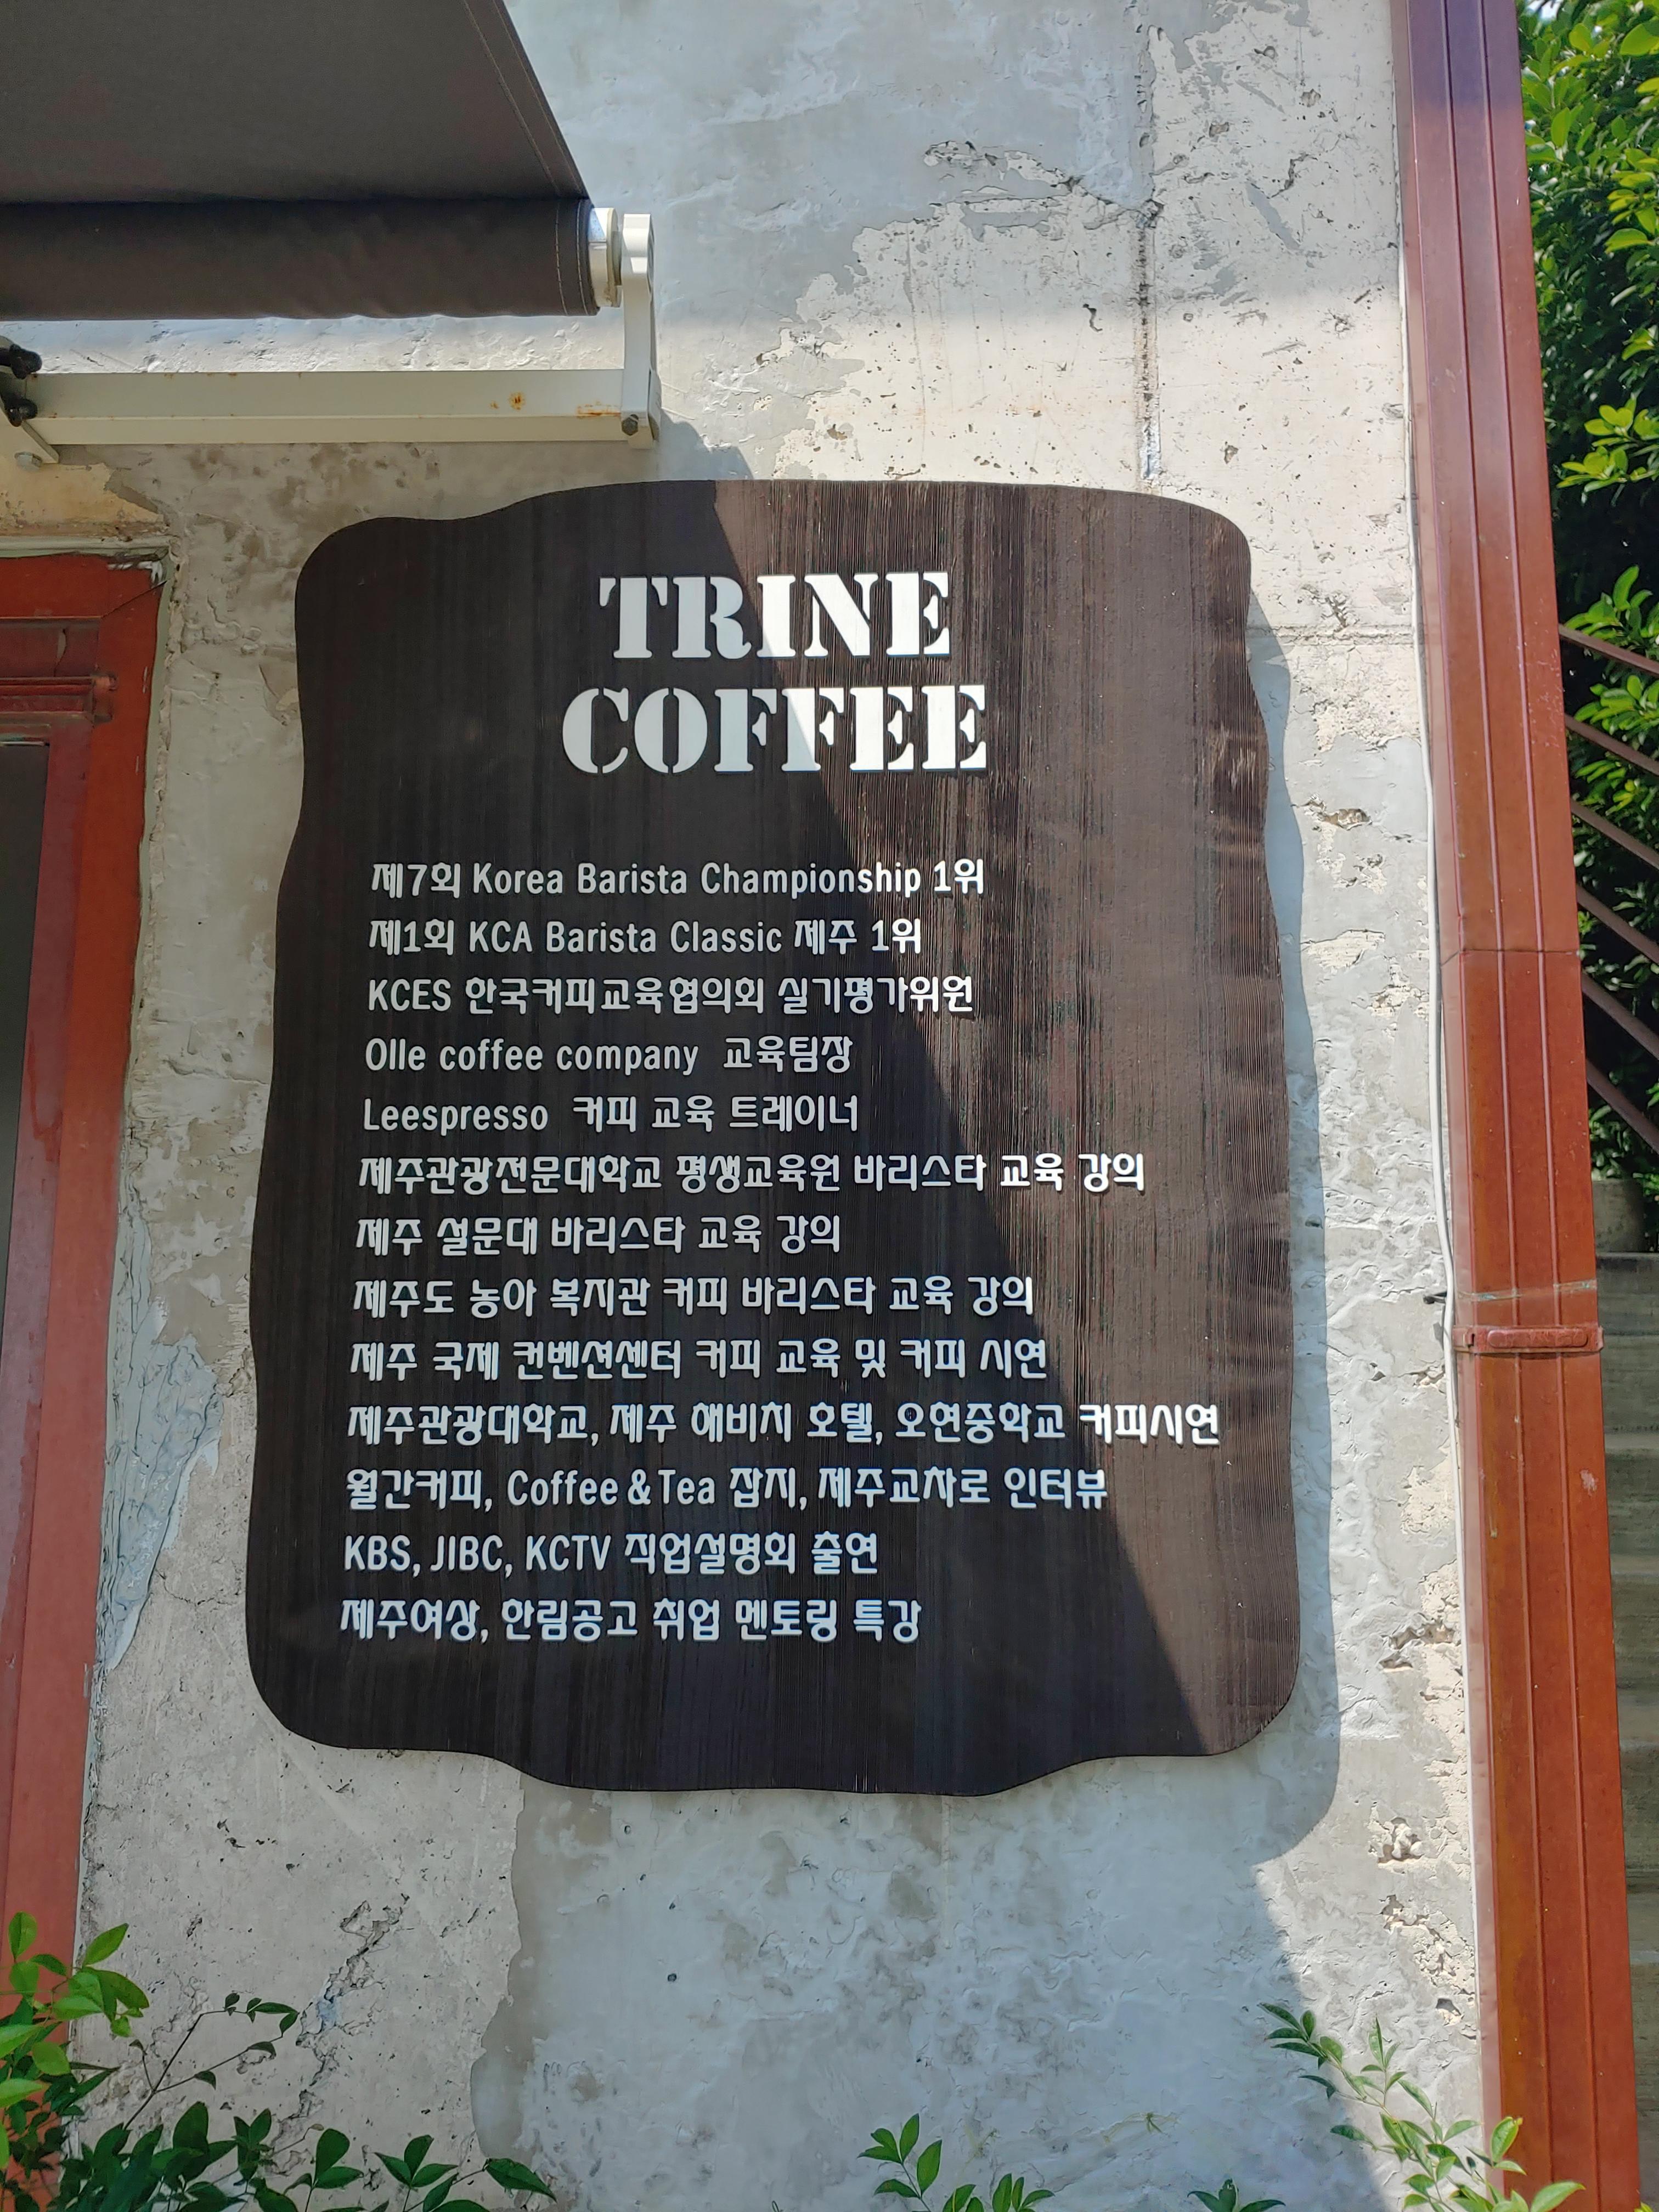 TRINE
COFFEE
제7회 Korea Barista Championship 1위
제1회 KCA Barista Classic 제주 1위
KCES 한국커피교육협의회 실기평가위원
Olle coffee company 교육팀장
Leespresso 커피 교육 트레이너
제주관광전문대학교 평생교육원 바리스타 교육 강의
제주 설문대 바리스타 교육 강의
제주도 농아 복지관 커피 바리스타 교육 강의
제주 국제 컨벤션센터 커피 교육 및 커피 시연
제주관광대학교, 제주 해비치 호텔, 오현중학교 커피시연
월간커피, Coffee & Tea 잡지, 제주교차로 인터뷰
KBS, JIBC, KCTV 직업설명회 출연
제주여상, 한림공고 취업 멘토링 특강